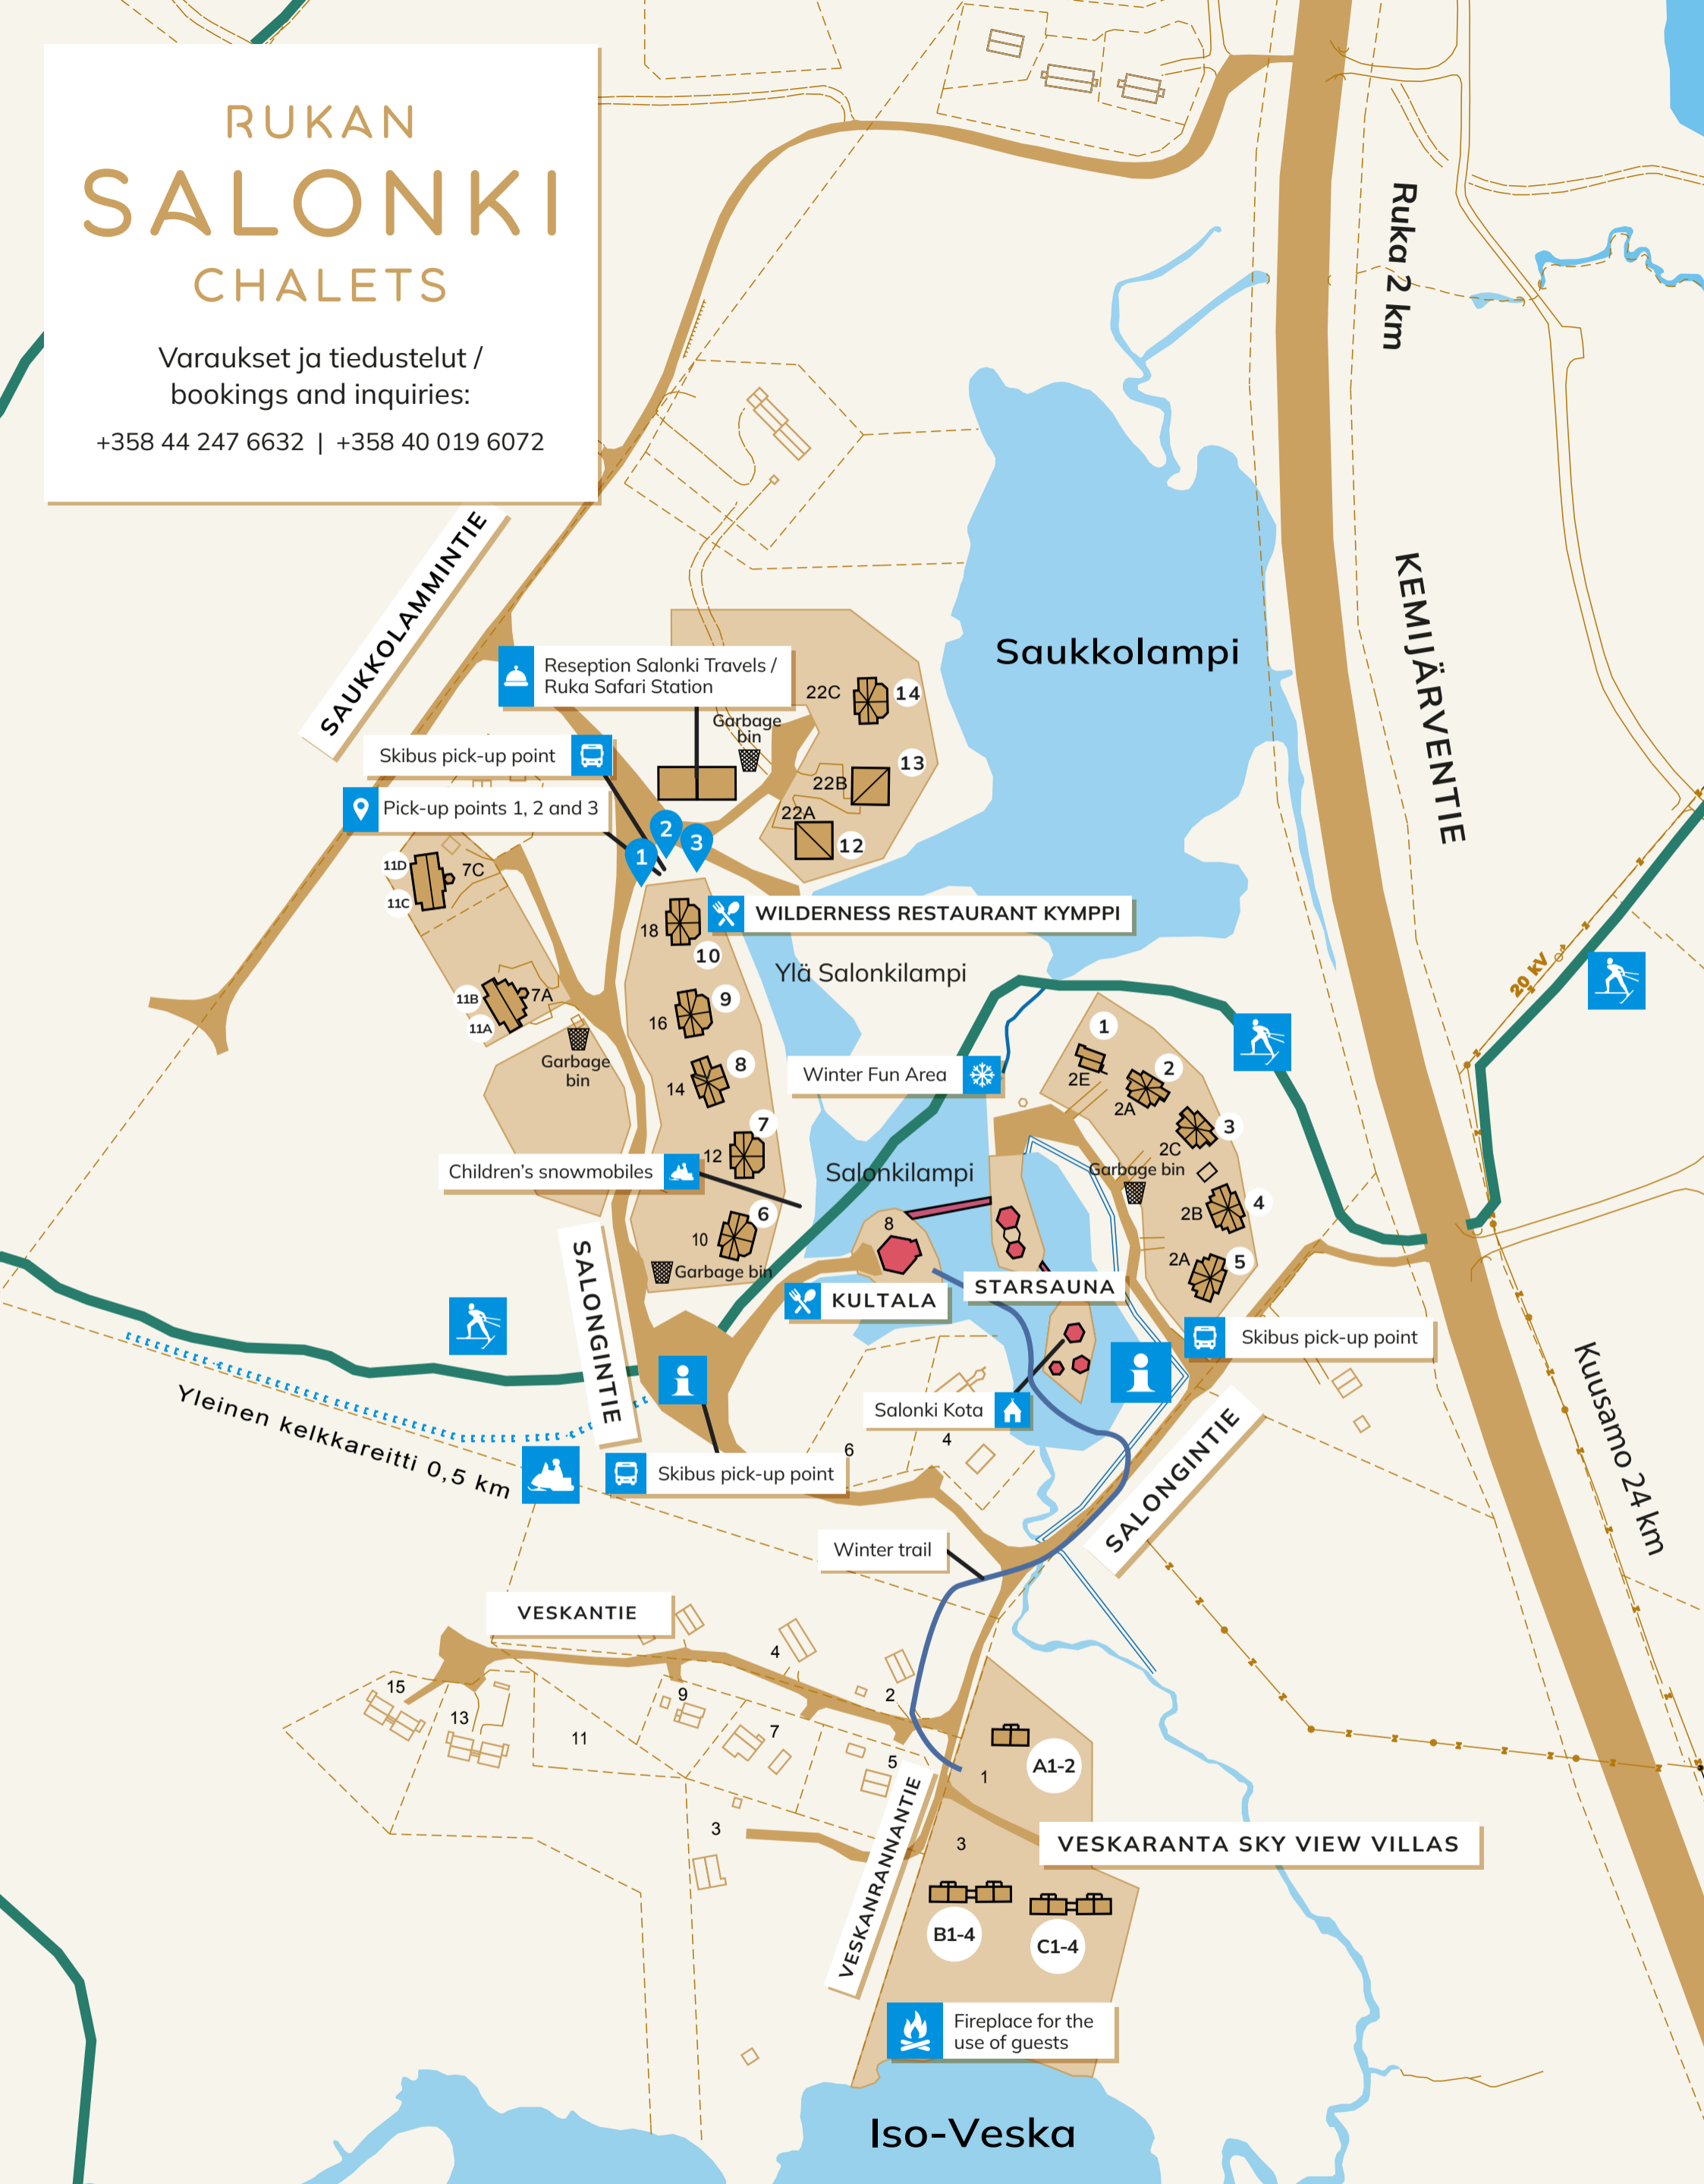 RUKAN
SALONKI
CHALETS
Varaukset ja tiedustelut /
bookings and inquiries:
+358 44 247 6632 | +358 40 019 6072
Ruka 2 km
KEMIJÄRVENTIE
Saukkolampi
SAUKKOLAMMINTIE
Reseption Salonki Travels /
Ruka Safari Station
Garbage
bin
22C
14
13
22B
22A
12
Skibus pick-up point
Pick-up points 1, 2 and 3
1
2
3
11D
7C
11C
11B
7A
11A
Garbage
bin
18
10
WILDERNESS RESTAURANT KYMPPI
Ylä Salonkilampi
20 kV
9
16
8
14
7
12
6
10
Garbage bin
Winter Fun Area
1
2E
2
2A
3
2C
Garbage bin
4
2B
5
2A
Children's snowmobiles
Salonkilampi
8
KULTALA
STARSAUNA
SALONGINTIE
Skibus pick-up point
Salonki Kota
Yleinen kelkkareitti 0,5 km
Skibus pick-up point
6
4
SALONGINTIE
Kuusamo 24 km
Winter trail
VESKANTIE
15
13
11
9
4
7
2
5
3
1
A1-2
VESKANRANNANTIE
3
VESKARANTA SKY VIEW VILLAS
B1-4
C1-4
Fireplace for the
use of guests
Iso-Veska